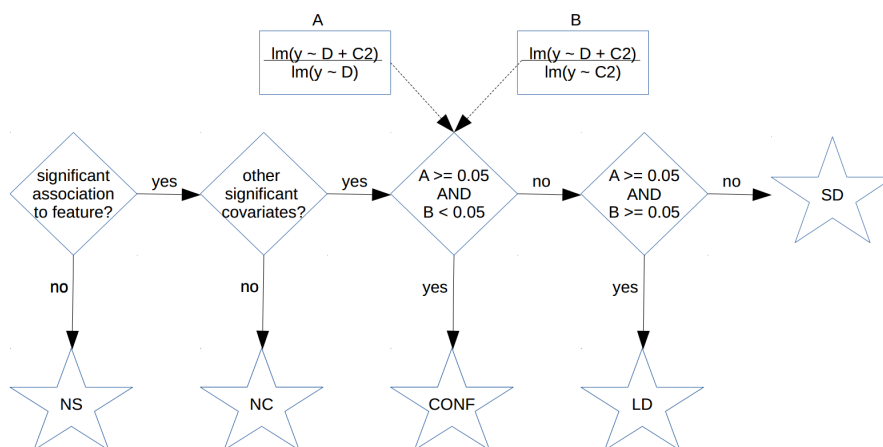 A
B
lm(y ~ D + C2)
lm(y ~ D)
lm(y ~ D + C2)
lm(y ~ C2)
significant
association
to feature?
yes
other
significant
covariates?
yes
A >= 0.05
AND
B < 0.05
no
A >= 0.05
AND
B >= 0.05
no
SD
no
no
yes
yes
NS
NC
CONF
LD